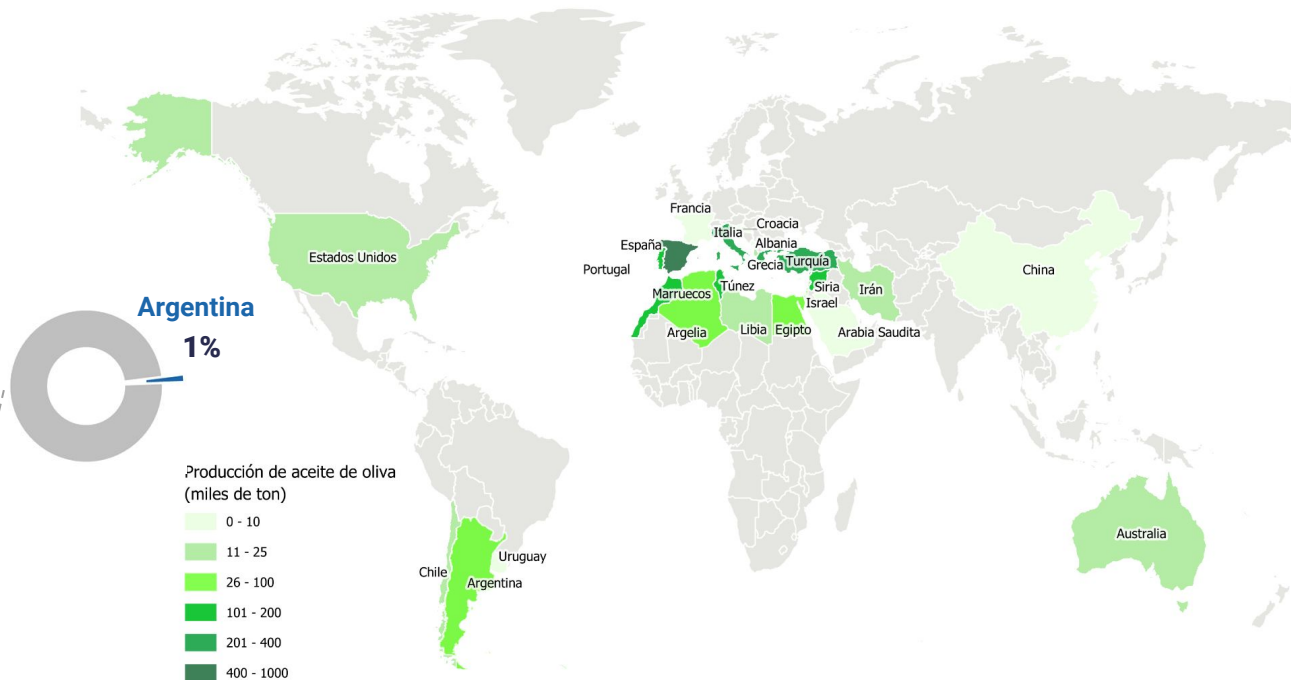 Francia
Croacia
Italia
España
Albania
Estados Unidos
Portugal
Grecia
Turquía
China
Marruecos
Túnez
Siria
Irán
Israel
Argelia
Libia
Egipto
Arabia Saudita
Argentina
1%
Producción de aceite de oliva
(miles de ton)
0 - 10
11 - 25
26 - 100
101 - 200
201 - 400
400 - 1000
Uruguay
Chile
Argentina
Australia